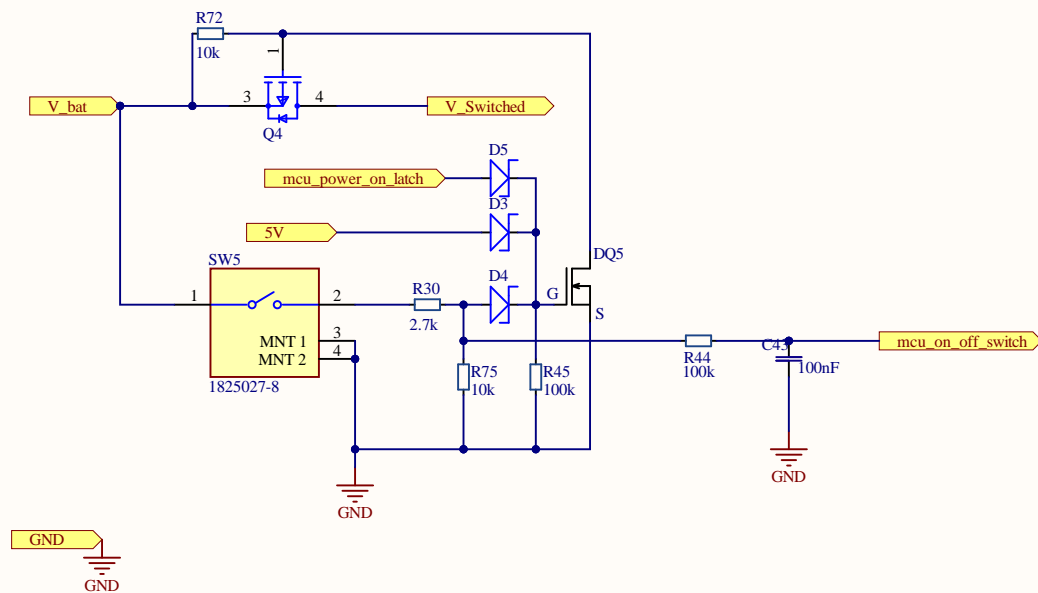 R72
10k
1
V_bat
3
4
V_Switched
Q4
D5
mcu_power_on_latch
D3
5V
DQ5
SW5
D4
1
2
R30
G
2.7k
S
MNT 1
3
MNT 2
4
1825027-8
R75
10k
R45
100k
R44
100k
C43
100nF
mcu_on_off_switch
GND
GND
GND
GND